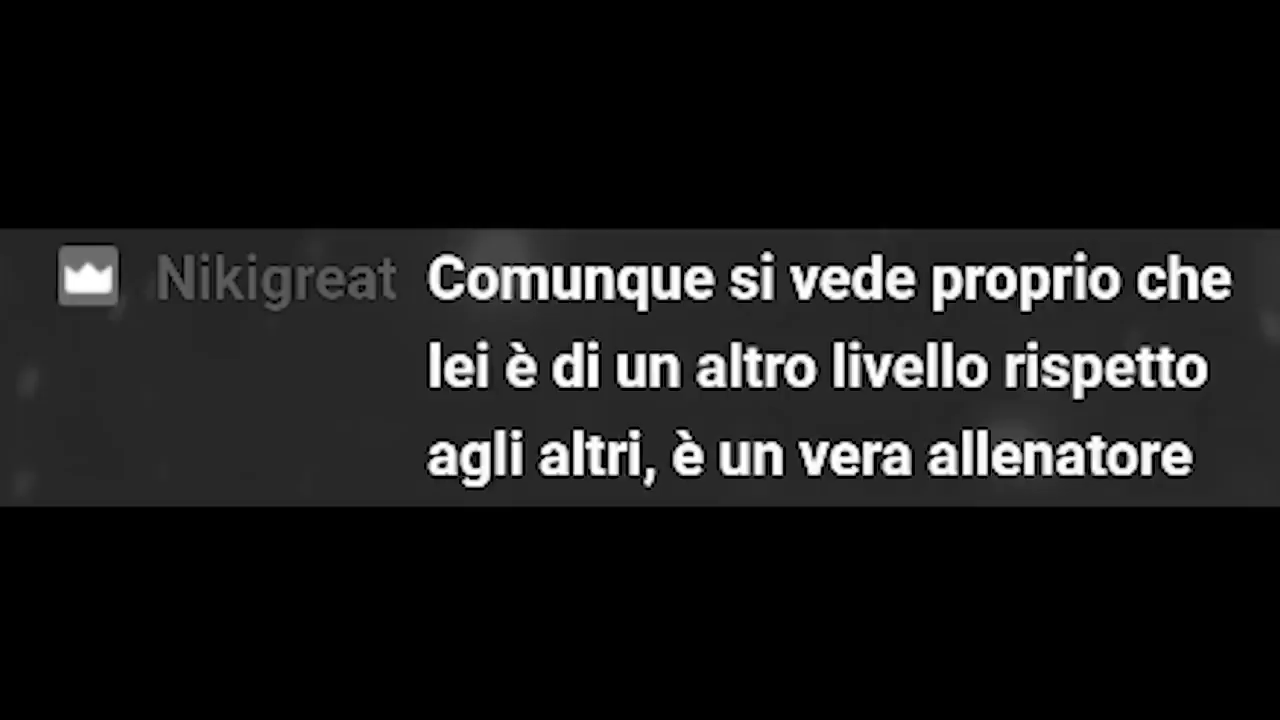 Nikigreat Comunque si vede proprio che
lei è di un altro livello rispetto
agli altri, è un vera allenatore